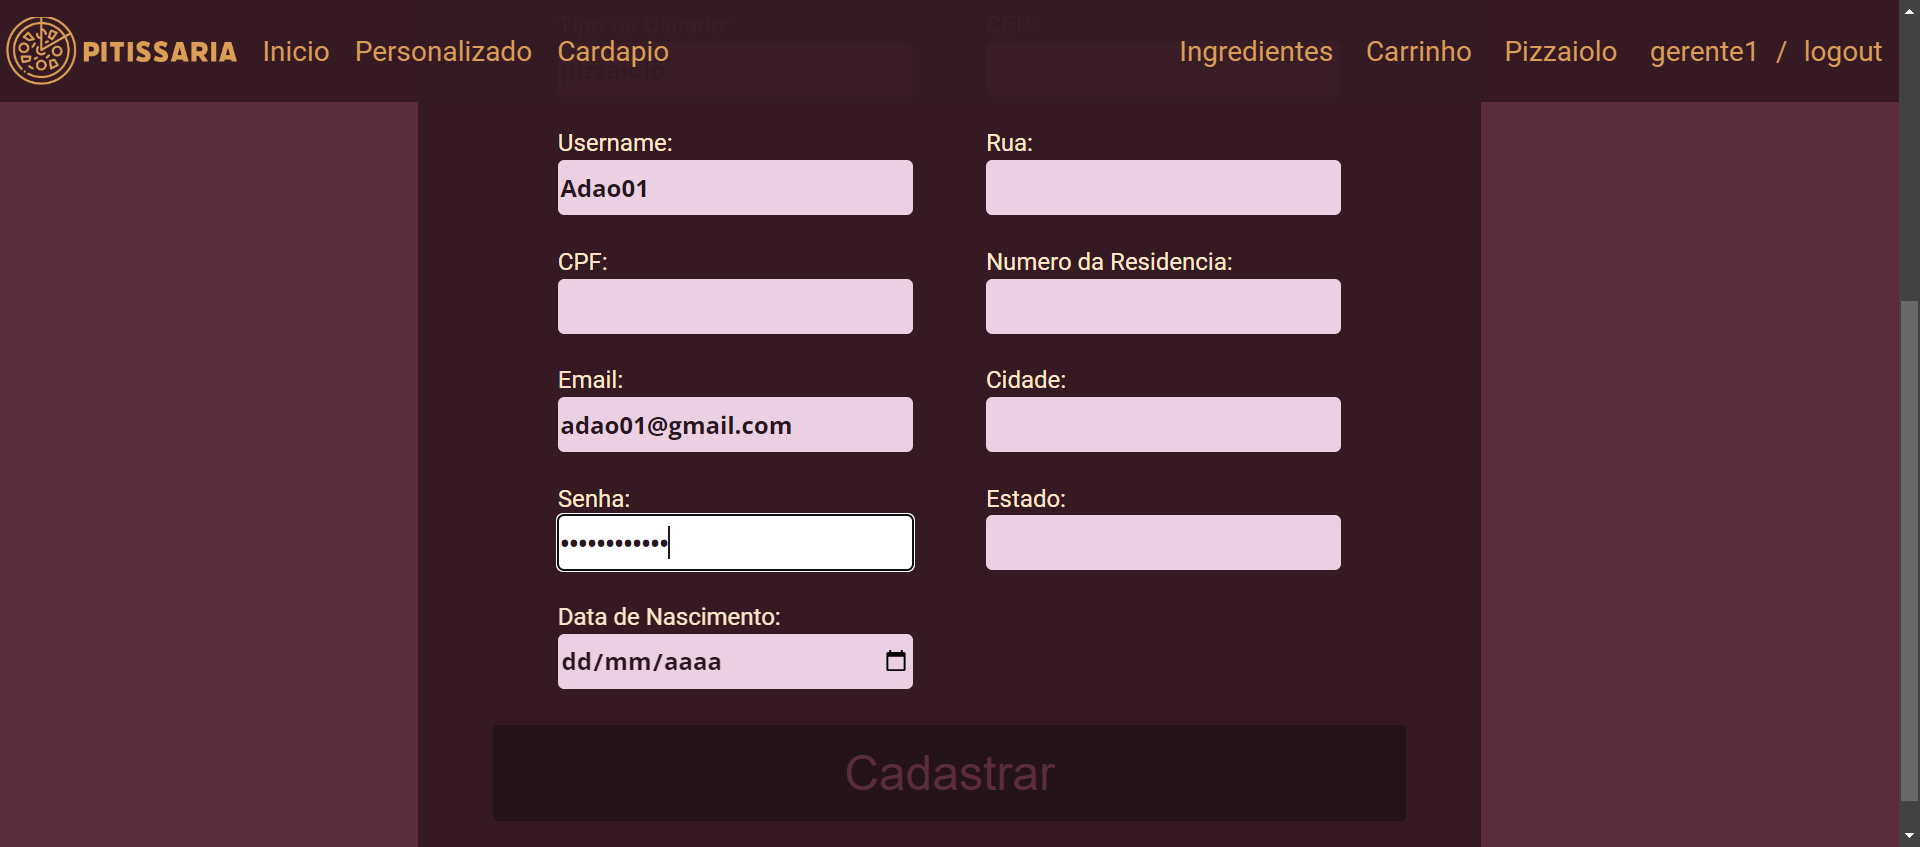 PITISSARIA Inicio Personalizado Cardapio Ingredientes Carrinho Pizzaiolo gerente1 / logout
Tipo de Usuario:
pizzaiolo
CEP:
Username:
Adao01
CPF:
Email:
adao01@gmail.com
Senha:
••••••••••••
Data de Nascimento:
dd/mm/aaaa
Rua:
Numero da Residencia:
Cidade:
Estado:
Cadastrar